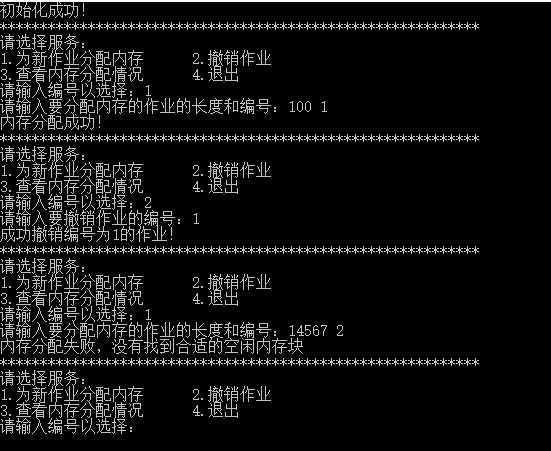 初始化成功!
************************************************************
请选择服务:
1.为新作业分配内存      2.撤销作业
3.查看内存分配情况      4.退出
请输入编号以选择: 1
请输入要分配内存的作业的长度和编号: 100 1
内存分配成功!
************************************************************
请选择服务:
1.为新作业分配内存      2.撤销作业
3.查看内存分配情况      4.退出
请输入编号以选择: 2
请输入要撤销作业的编号: 1
成功撤销编号为1的作业!
************************************************************
请选择服务:
1.为新作业分配内存      2.撤销作业
3.查看内存分配情况      4.退出
请输入编号以选择: 1
请输入要分配内存的作业的长度和编号: 14567 2
内存分配失败, 没有找到合适的空闲内存块
************************************************************
请选择服务:
1.为新作业分配内存      2.撤销作业
3.查看内存分配情况      4.退出
请输入编号以选择: